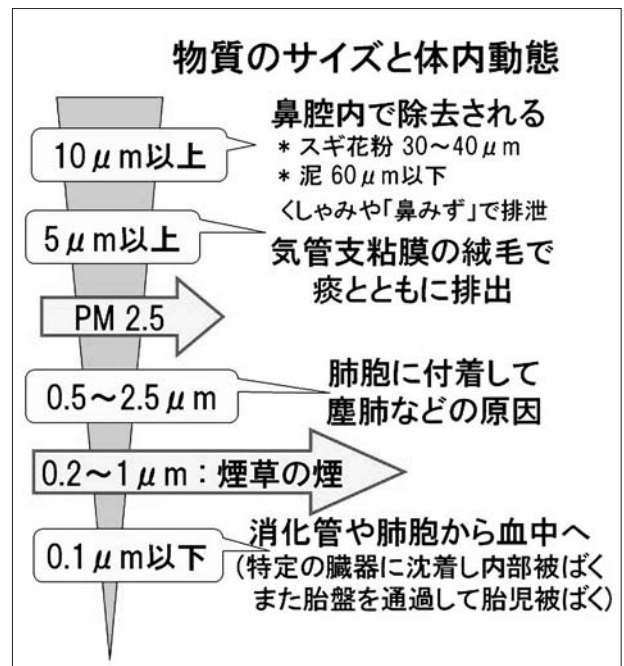 物質のサイズと体内動態
10μm以上
鼻腔内で除去される
* スギ花粉 30～40μm
* 泥 60μm以下
くしゃみや「鼻みず」で排泄
5μm以上
気管支粘膜の絨毛で
痰とともに排出
PM 2.5
0.5～2.5μm
肺胞に付着して
塵肺などの原因
0.2～1μm：煙草の煙
0.1μm以下
消化管や肺胞から血中へ
(特定の臓器に沈着し内部被ばく
また胎盤を通過して胎児被ばく)